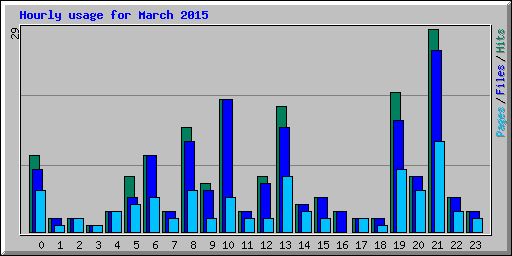 Hourly usage for March 2015
29
Pages / Files / Hits
0 1 2 3 4 5 6 7 8 9 10 11 12 13 14 15 16 17 18 19 20 21 22 23